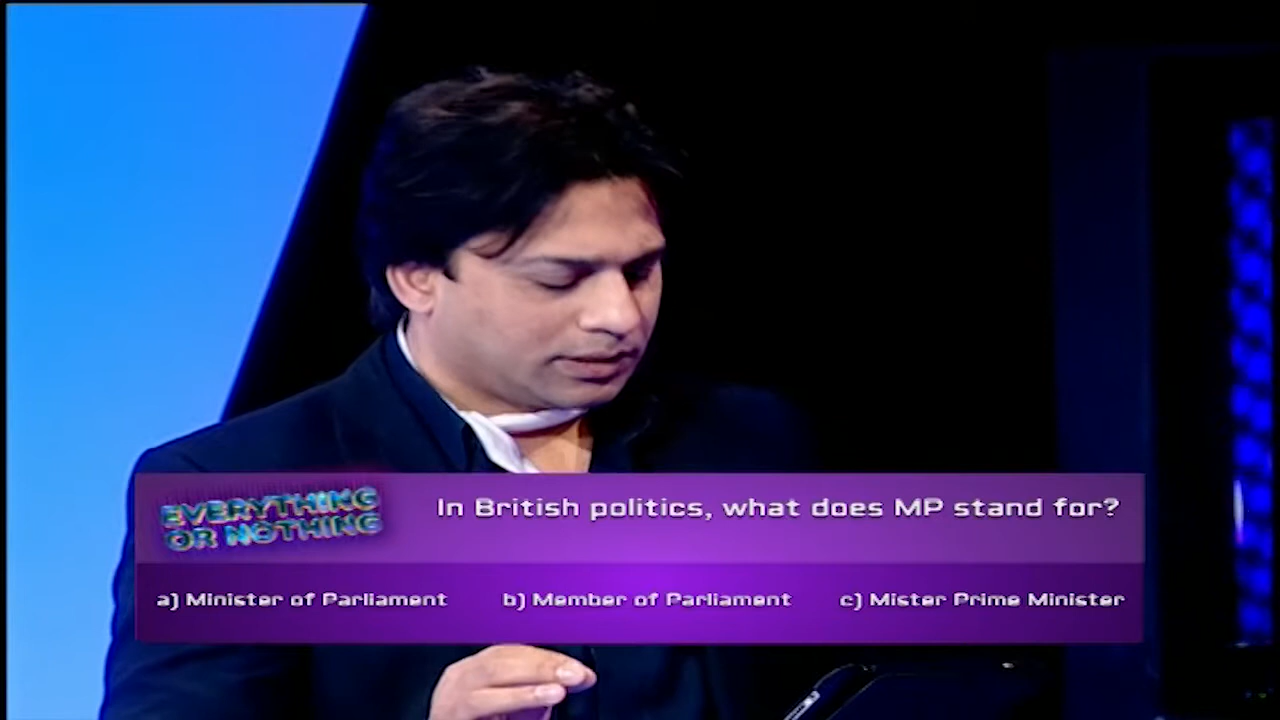 EVERYTHING
OR NOTHING
In British politics, what does MP stand for?
a) Minister of Parliament b) Member of Parliament c) Mister Prime Minister